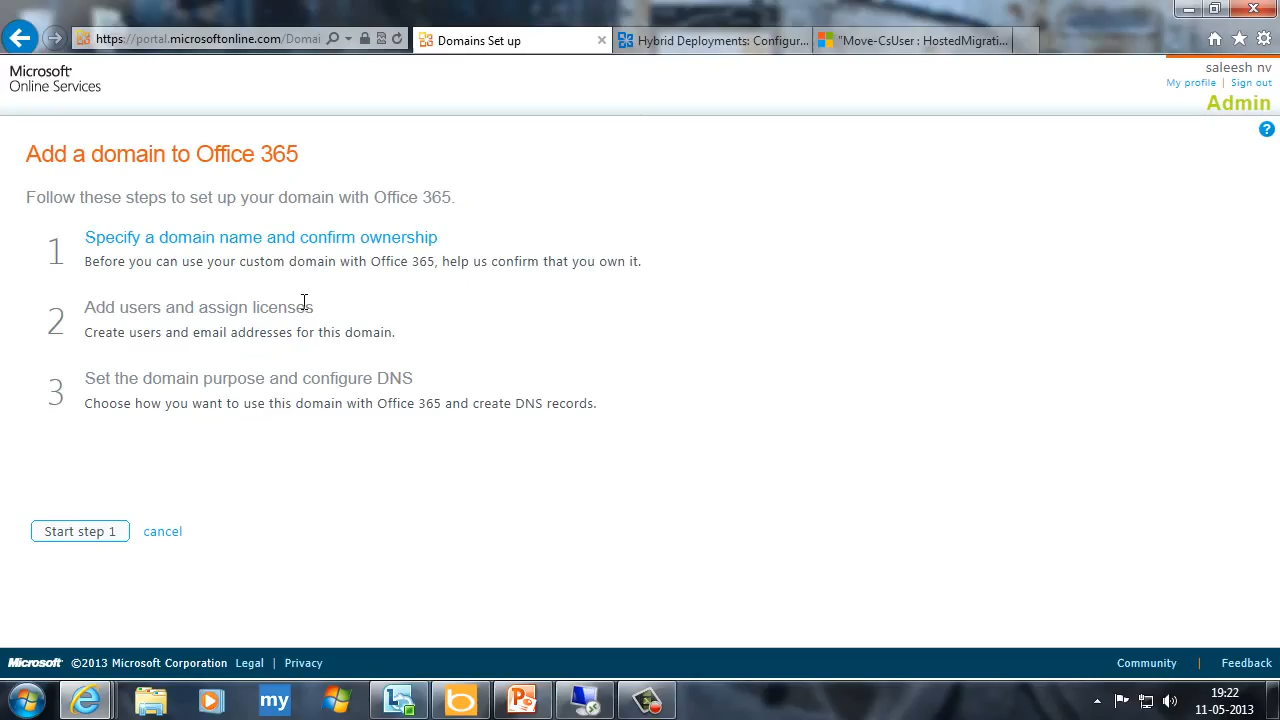 https://portal.microsoftonline.com/Domai
Domains Set up
Hybrid Deployments: Configur...
"Move-CsUser : HostedMigrati...
Microsoft
Online Services
saleesh nv
My profile | Sign out
Admin
?
Add a domain to Office 365
Follow these steps to set up your domain with Office 365.
1
Specify a domain name and confirm ownership
Before you can use your custom domain with Office 365, help us confirm that you own it.
2
Add users and assign licenses
Create users and email addresses for this domain.
3
Set the domain purpose and configure DNS
Choose how you want to use this domain with Office 365 and create DNS records.
Start step 1
cancel
Microsoft ©2013 Microsoft Corporation Legal | Privacy
Community | Feedback
my
19:22
11-05-2013